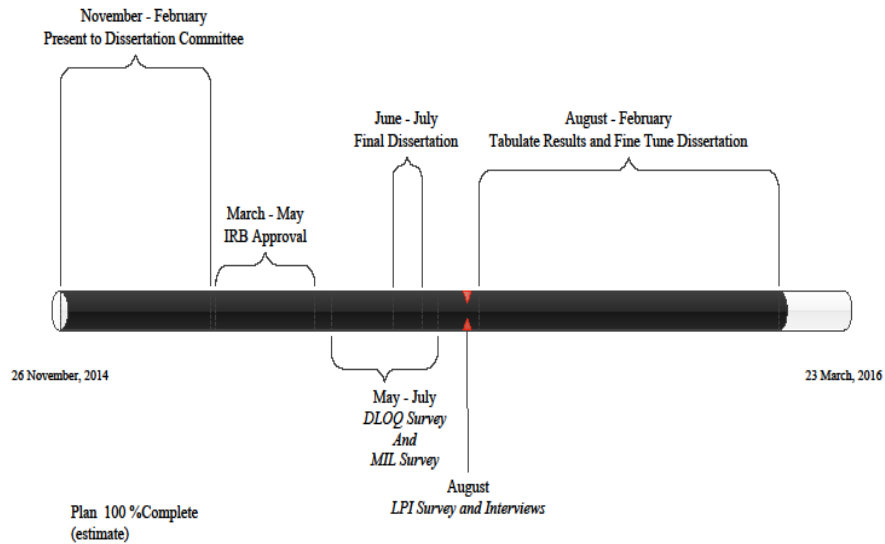 November - February
Present to Dissertation Committee
June - July
Final Dissertation
August - February
Tabulate Results and Fine Tune Dissertation
March - May
IRB Approval
26 November, 2014
23 March, 2016
May - July
DLOQ Survey
And
MIL Survey
August
LPI Survey and Interviews
Plan 100 %Complete
(estimate)